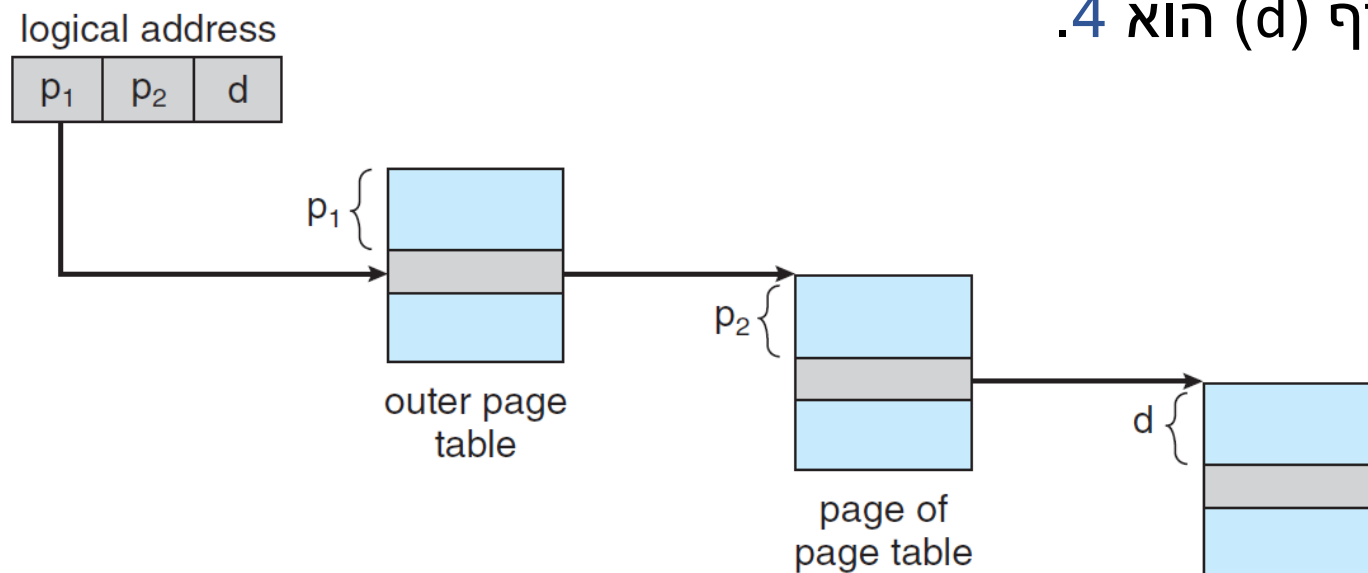 (d) הוא 4.
logical address
p₁ p₂ d
p₁
p₂
outer page
table
d
page of
page table